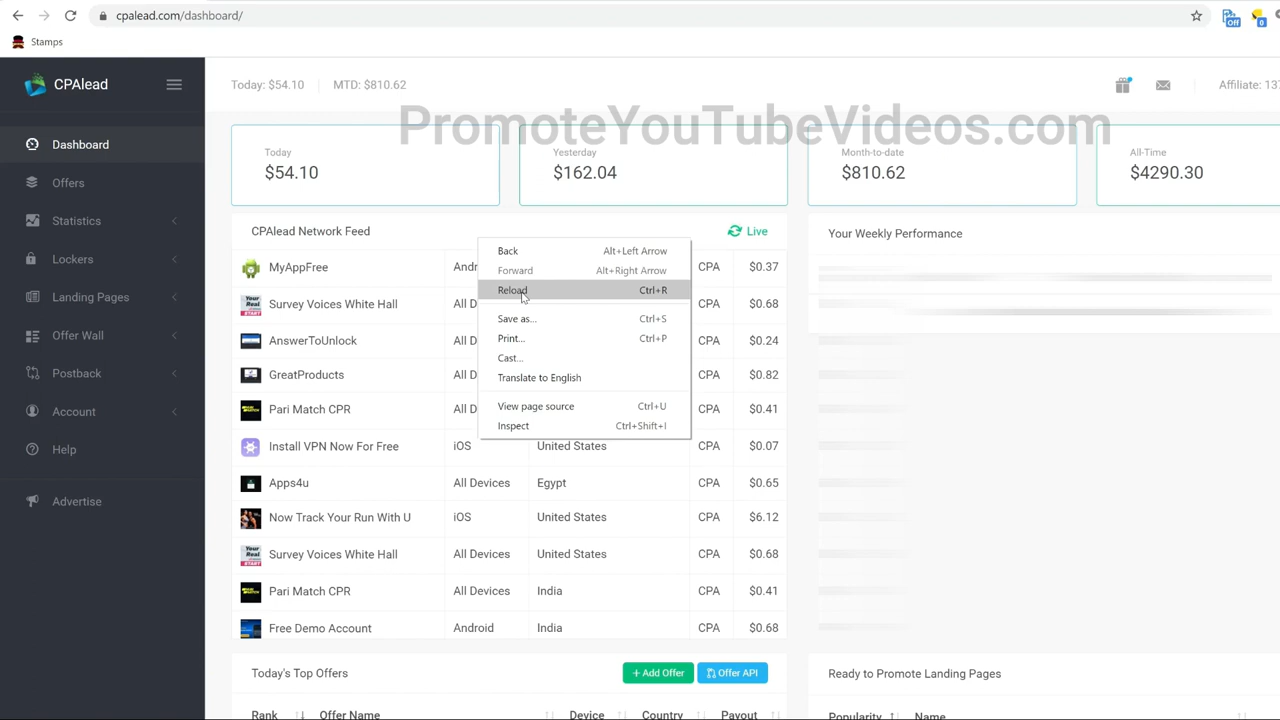 cpalead.com/dashboard/
Off
0
Stamps
CPAlead
Today: $54.10
MTD: $810.62
Affiliate: 137
PromoteYouTubeVideos.com
Dashboard
Offers
Statistics
Lockers
Landing Pages
Offer Wall
Postback
Account
Help
Advertise
Today
$54.10
Yesterday
$162.04
Month-to-date
$810.62
All-Time
$4290.30
CPAlead Network Feed
Live
MyAppFree Andr CPA $0.37
Survey Voices White Hall All D CPA $0.68
AnswerToUnlock All D CPA $0.24
GreatProducts All D CPA $0.82
Pari Match CPR All D CPA $0.41
Install VPN Now For Free iOS United States CPA $0.07
Apps4u All Devices Egypt CPA $0.65
Now Track Your Run With U iOS United States CPA $6.12
Survey Voices White Hall All Devices United States CPA $0.68
Pari Match CPR All Devices India CPA $0.41
Free Demo Account Android India CPA $0.68
Back Alt+Left Arrow
Forward Alt+Right Arrow
Reload Ctrl+R
Save as... Ctrl+S
Print... Ctrl+P
Cast...
Translate to English
View page source Ctrl+U
Inspect Ctrl+Shift+I
Your Weekly Performance
Today's Top Offers
+ Add Offer
Offer API
Rank Offer Name Device Country Payout
Ready to Promote Landing Pages
Popularity Name